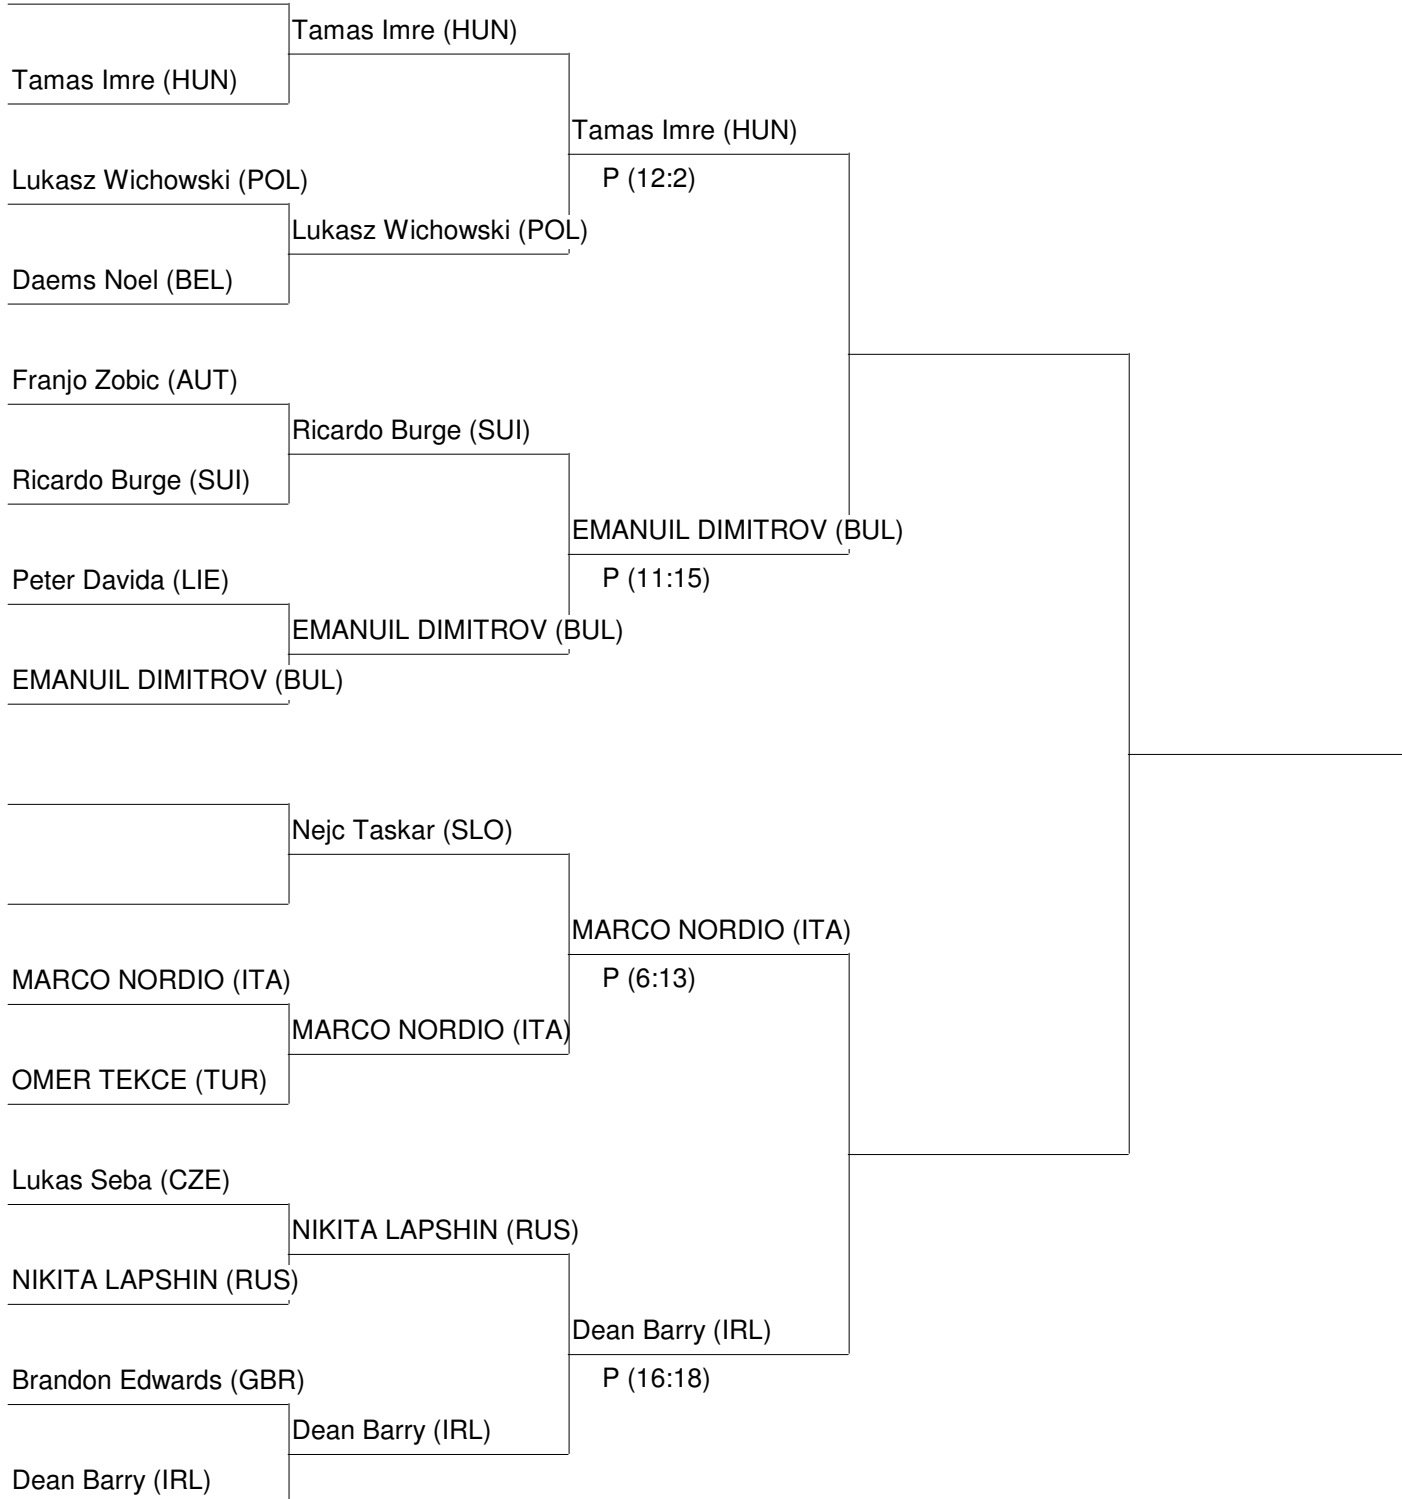 Tamas Imre (HUN)
Tamas Imre (HUN)
Tamas Imre (HUN)
P (12:2)
Lukasz Wichowski (POL)
Lukasz Wichowski (POL)
Daems Noel (BEL)
Franjo Zobic (AUT)
Ricardo Burge (SUI)
Ricardo Burge (SUI)
EMANUIL DIMITROV (BUL)
P (11:15)
Peter Davida (LIE)
EMANUIL DIMITROV (BUL)
EMANUIL DIMITROV (BUL)
Nejc Taskar (SLO)
MARCO NORDIO (ITA)
P (6:13)
MARCO NORDIO (ITA)
MARCO NORDIO (ITA)
OMER TEKCE (TUR)
Lukas Seba (CZE)
NIKITA LAPSHIN (RUS)
NIKITA LAPSHIN (RUS)
Dean Barry (IRL)
P (16:18)
Brandon Edwards (GBR)
Dean Barry (IRL)
Dean Barry (IRL)